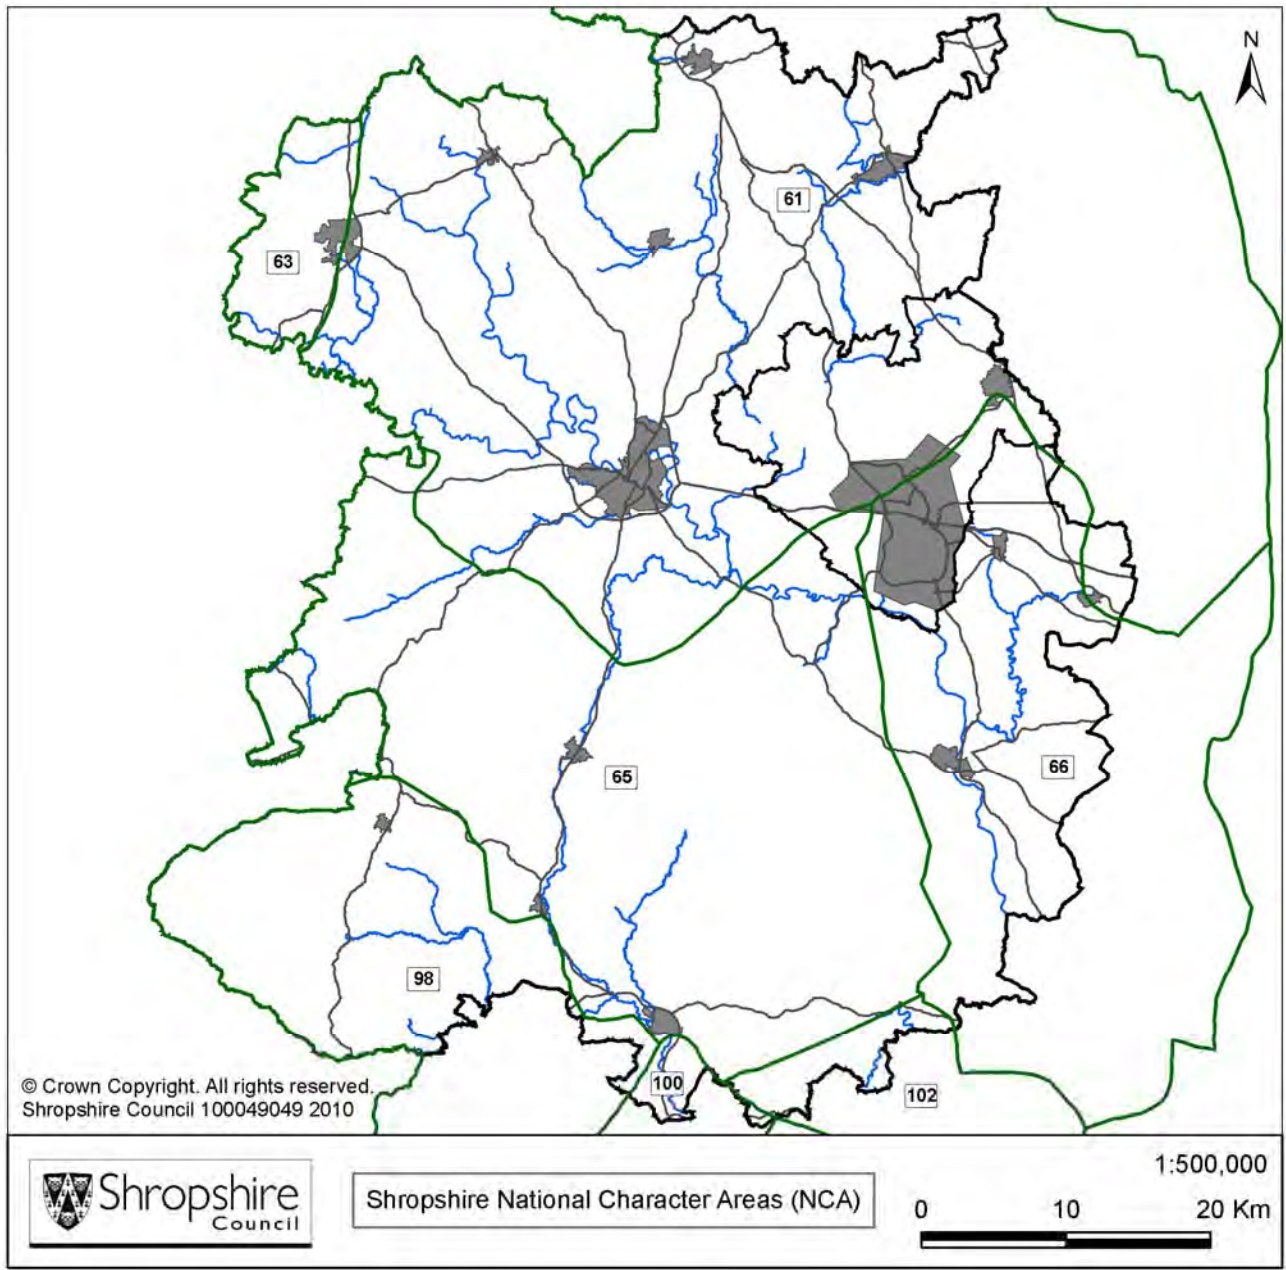 N
61
63
65
66
98
100
102
© Crown Copyright. All rights reserved.
Shropshire Council 100049049 2010
Shropshire
Council
Shropshire National Character Areas (NCA)
1:500,000
0 10 20 Km